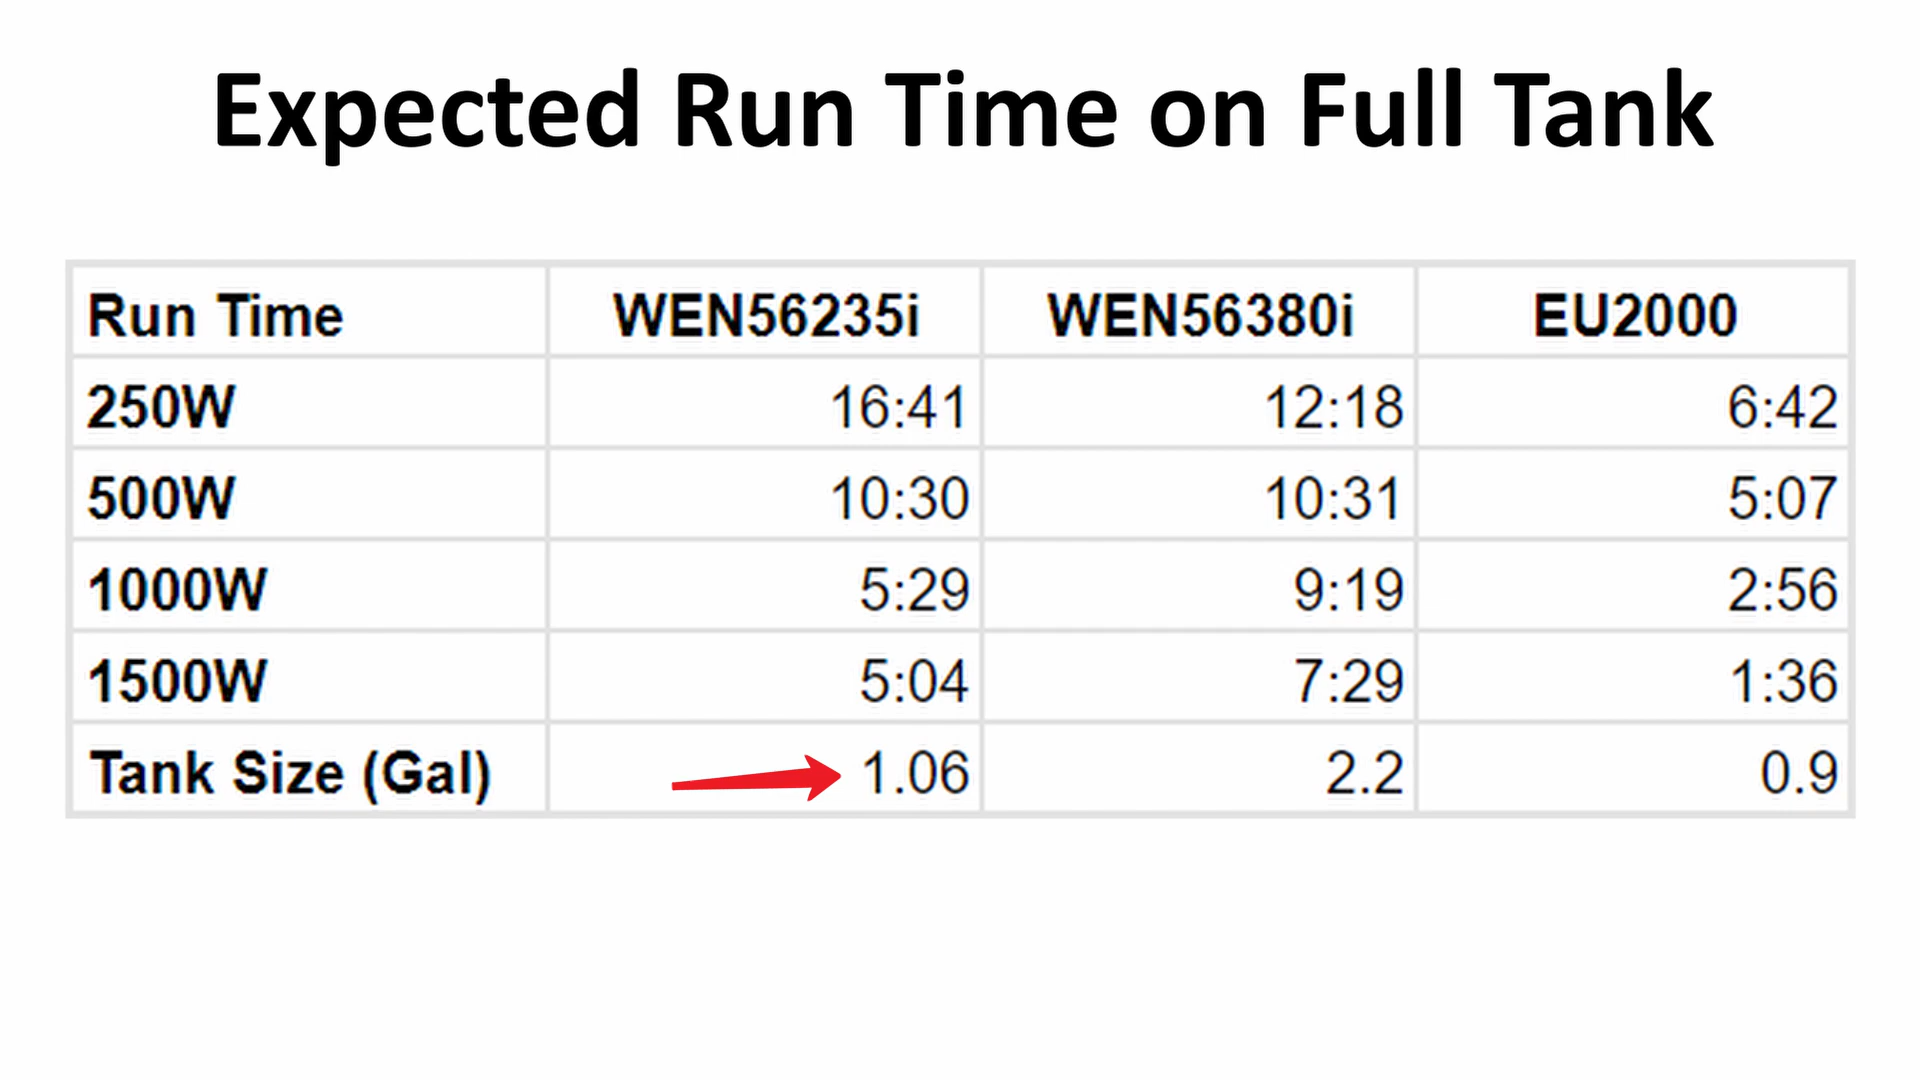 Expected Run Time on Full Tank
Run Time WEN56235i WEN56380i EU2000
250W 16:41 12:18 6:42
500W 10:30 10:31 5:07
1000W 5:29 9:19 2:56
1500W 5:04 7:29 1:36
Tank Size (Gal) 1.06 2.2 0.9